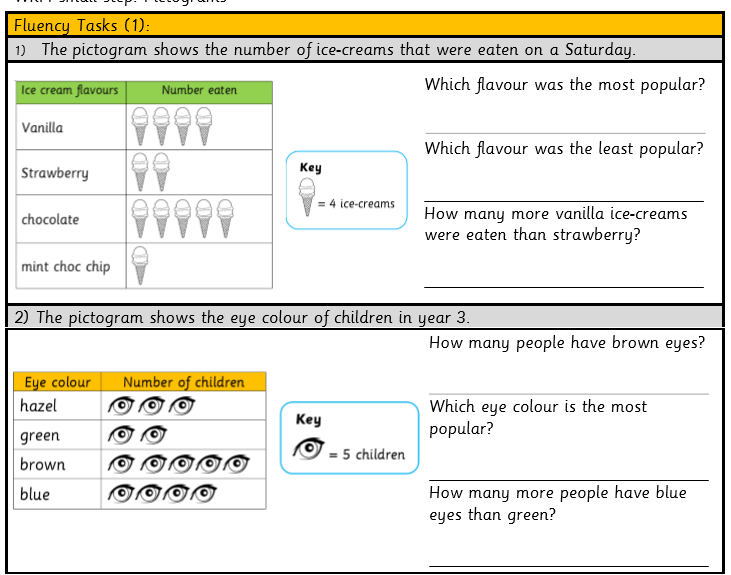 Fluency Tasks (1):
1) The pictogram shows the number of ice-creams that were eaten on a Saturday.
Ice cream flavours Number eaten
Vanilla
Strawberry
chocolate
mint choc chip
Key
= 4 ice-creams
Which flavour was the most popular?
Which flavour was the least popular?
How many more vanilla ice-creams
were eaten than strawberry?
2) The pictogram shows the eye colour of children in year 3.
Eye colour Number of children
hazel
green
brown
blue
Key
= 5 children
How many people have brown eyes?
Which eye colour is the most
popular?
How many more people have blue
eyes than green?